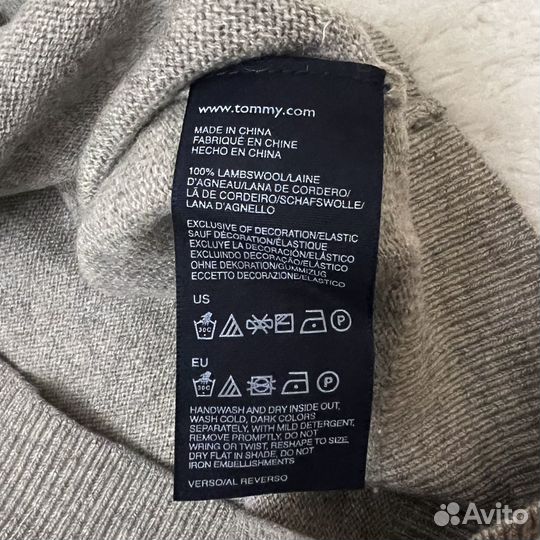 www.tommy.com
MADE IN CHINA
FABRIQUÉ EN CHINE
HECHO EN CHINA
100% LAMBSWOOL/LAINE
D'AGNEAU/LANA DE CORDERO/
LÃ DE CORDEIRO/SCHAFSWOLLE/
LANA D'AGNELLO
EXCLUSIVE OF DECORATION/ELASTIC
SAUF DÉCORATION/ÉLASTIQUE
EXCLUYE LA DECORACIÓN/ELÁSTICO
EXCLUINDO DECORAÇÃO/ELÁSTICO
OHNE DEKORATION/GUMMIZUG
ECCETTO DECORAZIONE/ELASTICO
US
30C P
EU
30C P
HANDWASH AND DRY INSIDE OUT,
WASH COLD, DARK COLORS
SEPARATELY, WITH MILD DETERGENT,
REMOVE PROMPTLY, DO NOT
WRING OR TWIST, RESHAPE TO SIZE,
DRY FLAT IN SHADE, DO NOT
IRON EMBELLISHMENTS
VERSO/AL REVERSO
Avito